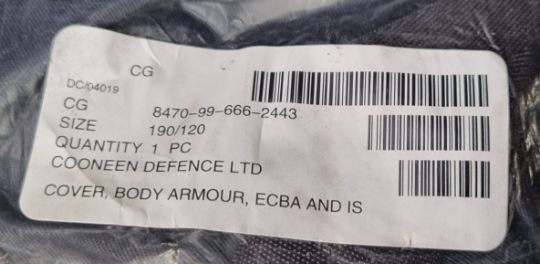 CG
DC/04019
CG 8470-99-666-2443
SIZE 190/120
QUANTITY 1 PC
COONEEN DEFENCE LTD
COVER, BODY ARMOUR, ECBA AND IS